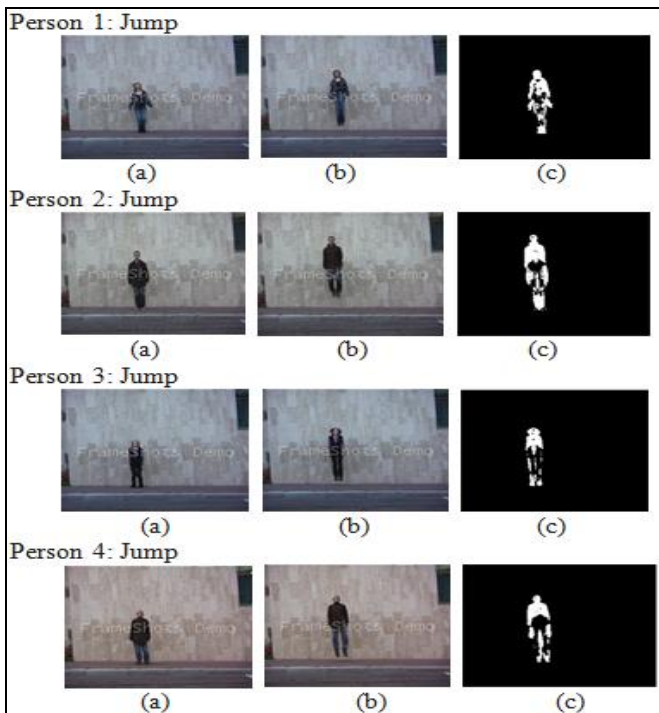 Person 1: Jump
FrameShots Demo
FrameShots Demo
(a) (b) (c)
Person 2: Jump
FrameShots Demo
FrameShots Demo
(a) (b) (c)
Person 3: Jump
FrameShots Demo
FrameShots Demo
(a) (b) (c)
Person 4: Jump
FrameShots Demo
FrameShots Demo
(a) (b) (c)